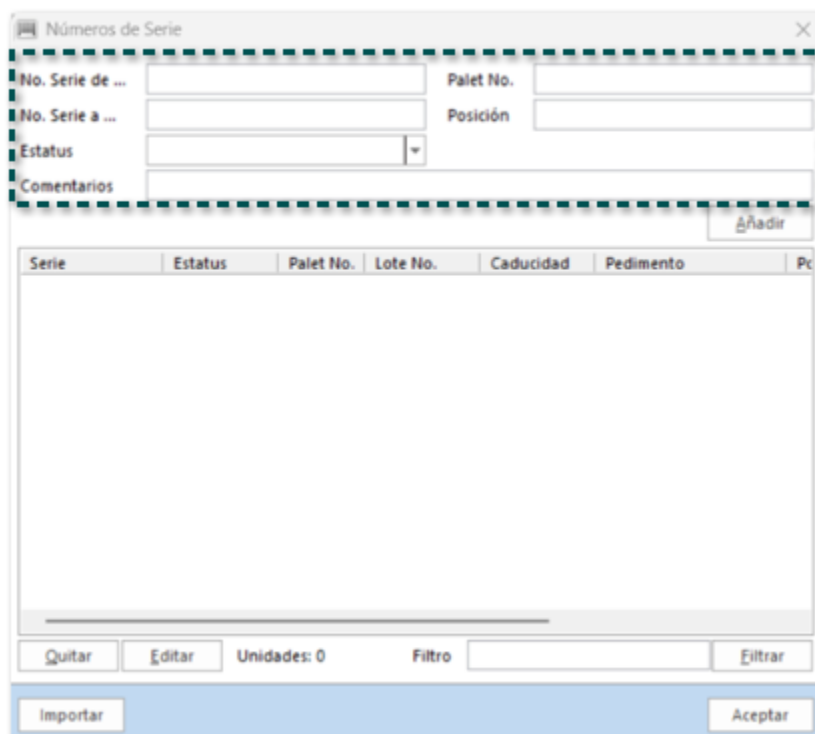 Números de Serie
No. Serie de ... Palet No.
No. Serie a ... Posición
Estatus
Comentarios
Añadir
Serie Estatus Palet No. Lote No. Caducidad Pedimento
Quitar Editar Unidades: 0 Filtro Filtrar
Importar Aceptar